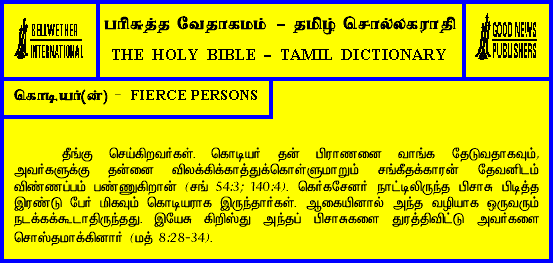 BELLWETHER
INTERNATIONAL
பரிசுத்த வேதாகமம் – தமிழ் சொல்லகராதி
THE HOLY BIBLE – TAMIL DICTIONARY
GOOD NEWS
PUBLISHERS
கொடியர்(ன்) - FIERCE PERSONS
தீங்கு செய்கிறவர்கள். கொடியர் தன் பிராணனை வாங்க தேடுவதாகவும்,
அவர்களுக்கு தன்னை விலக்கிக்காத்துக்கொள்ளுமாறும் சங்கீதக்காரன் தேவனிடம்
விண்ணப்பம் பண்ணுகிறான் (சங் 54:3; 140:4). கெர்கசேனர் நாட்டிலிருந்த பிசாசு பிடித்த
இரண்டு பேர் மிகவும் கொடியராக இருந்தார்கள். ஆகையினால் அந்த வழியாக ஒருவரும்
நடக்கக்கூடாதிருந்தது. இயேசு கிறிஸ்து அந்தப் பிசாசுகளை துரத்திவிட்டு அவர்களை
சொஸ்தமாக்கினார் (மத் 8:28-34).